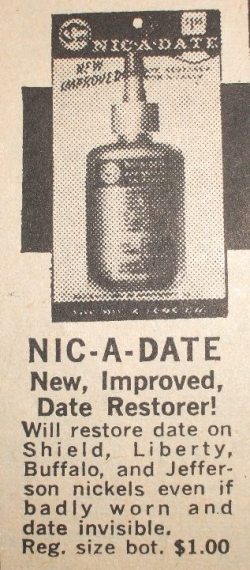 NIC-A-DATE
NEW
IMPROVED
NIC-A-DATE
New, Improved,
Date Restorer!
Will restore date on
Shield, Liberty,
Buffalo, and Jeffer-
son nickels even if
badly worn and
date invisible.
Reg. size bot. $1.00